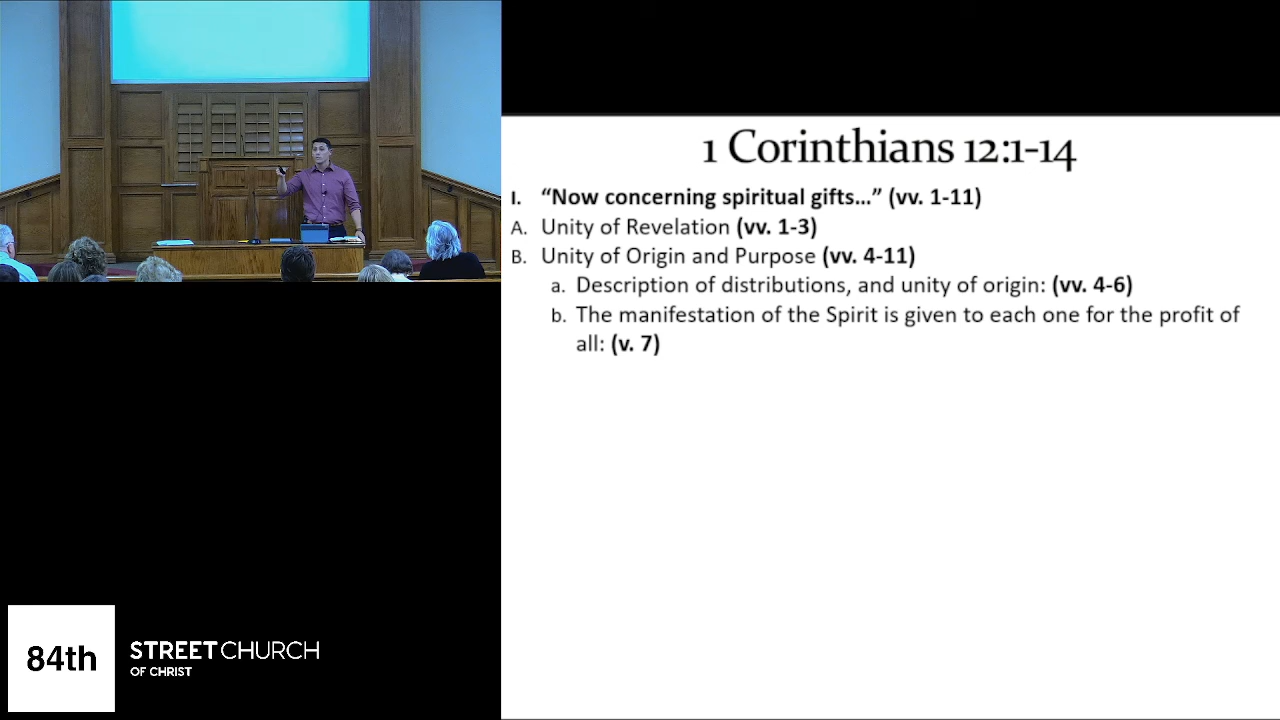 1 Corinthians 12:1-14
I. “Now concerning spiritual gifts…” (vv. 1-11)
A. Unity of Revelation (vv. 1-3)
B. Unity of Origin and Purpose (vv. 4-11)
a. Description of distributions, and unity of origin: (vv. 4-6)
b. The manifestation of the Spirit is given to each one for the profit of
all: (v. 7)
84th
STREET CHURCH
OF CHRIST